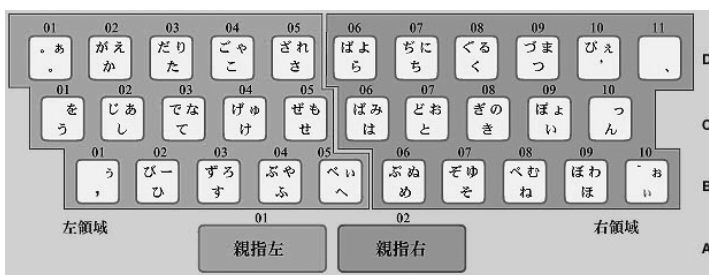 01 02 03 04 05 06 07 08 09 10 11
。ぁ がえ だり ごゃ ざれ ぱよ ぢに ぐる づま ぴぇ D
。 か た こ さ ら ち く つ ， 、
01 02 03 04 05 06 07 08 09 10
を じあ でな げゅ ぜも ばみ どお ぎの ぽょ っ C
う し て け せ は と き い ん
01 02 03 04 05 06 07 08 09 10
ぅ びー ずろ ぶや べぃ ぷぬ ぞゆ ぺむ ぼわ ぉ B
， ひ す ふ へ め そ ね ほ ぃ
左領域 01 02 右領域
親指左 親指右 A